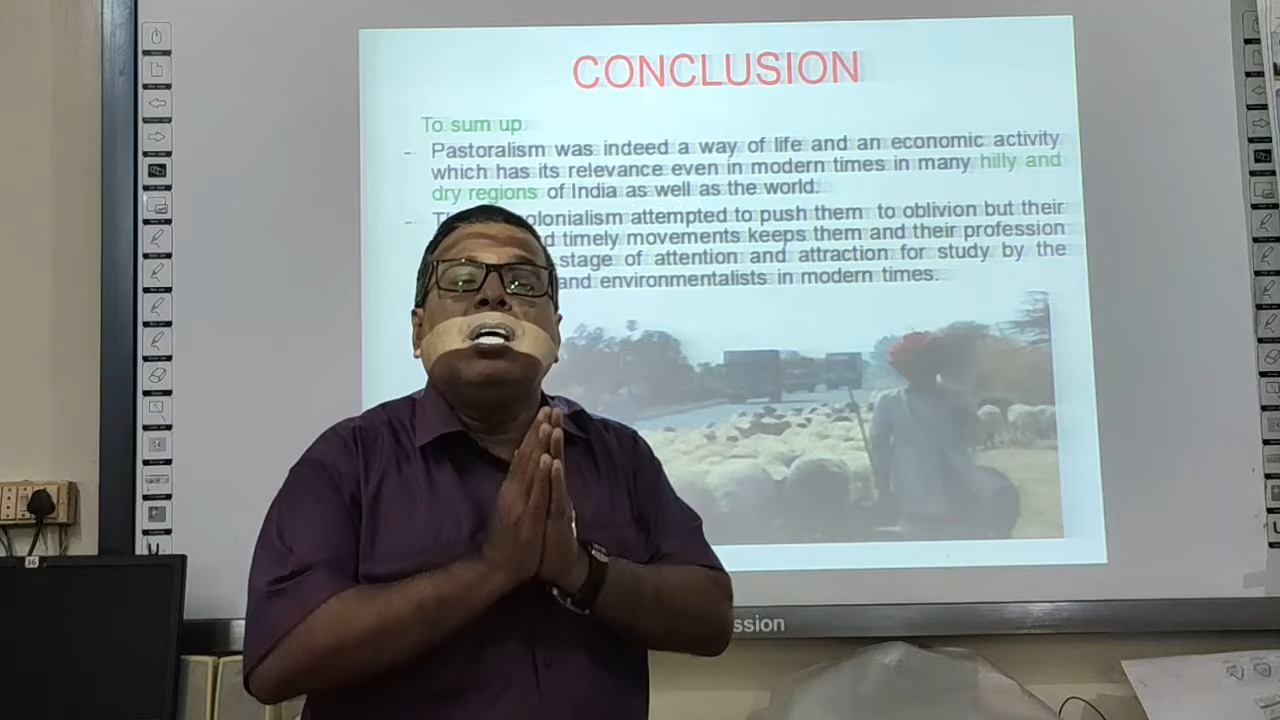 CONCLUSION
To sum up
- Pastoralism was indeed a way of life and an economic activity
which has its relevance even in modern times in many hilly and
dry regions of India as well as the world.
- olonialism attempted to push them to oblivion but their
d timely movements keeps them and their profession
stage of attention and attraction for study by the
and environmentalists in modern times.
36
ssion